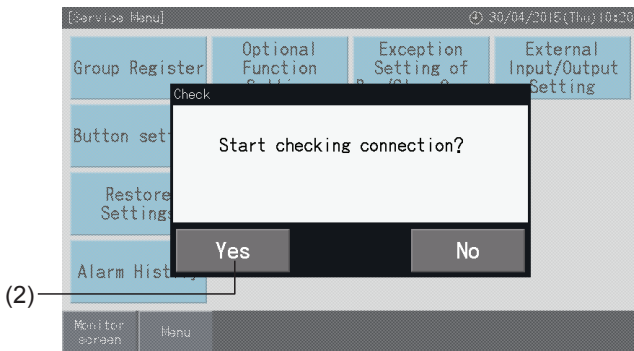 [Service Menu] 30/04/2015(Thu)10:20
Group Register
Optional
Function
Exception
Setting of
External
Input/Output
Setting
Check
Button set
Start checking connection?
Restore
Settings
Yes No
Alarm Hist
(2)
Monitor
screen
Menu